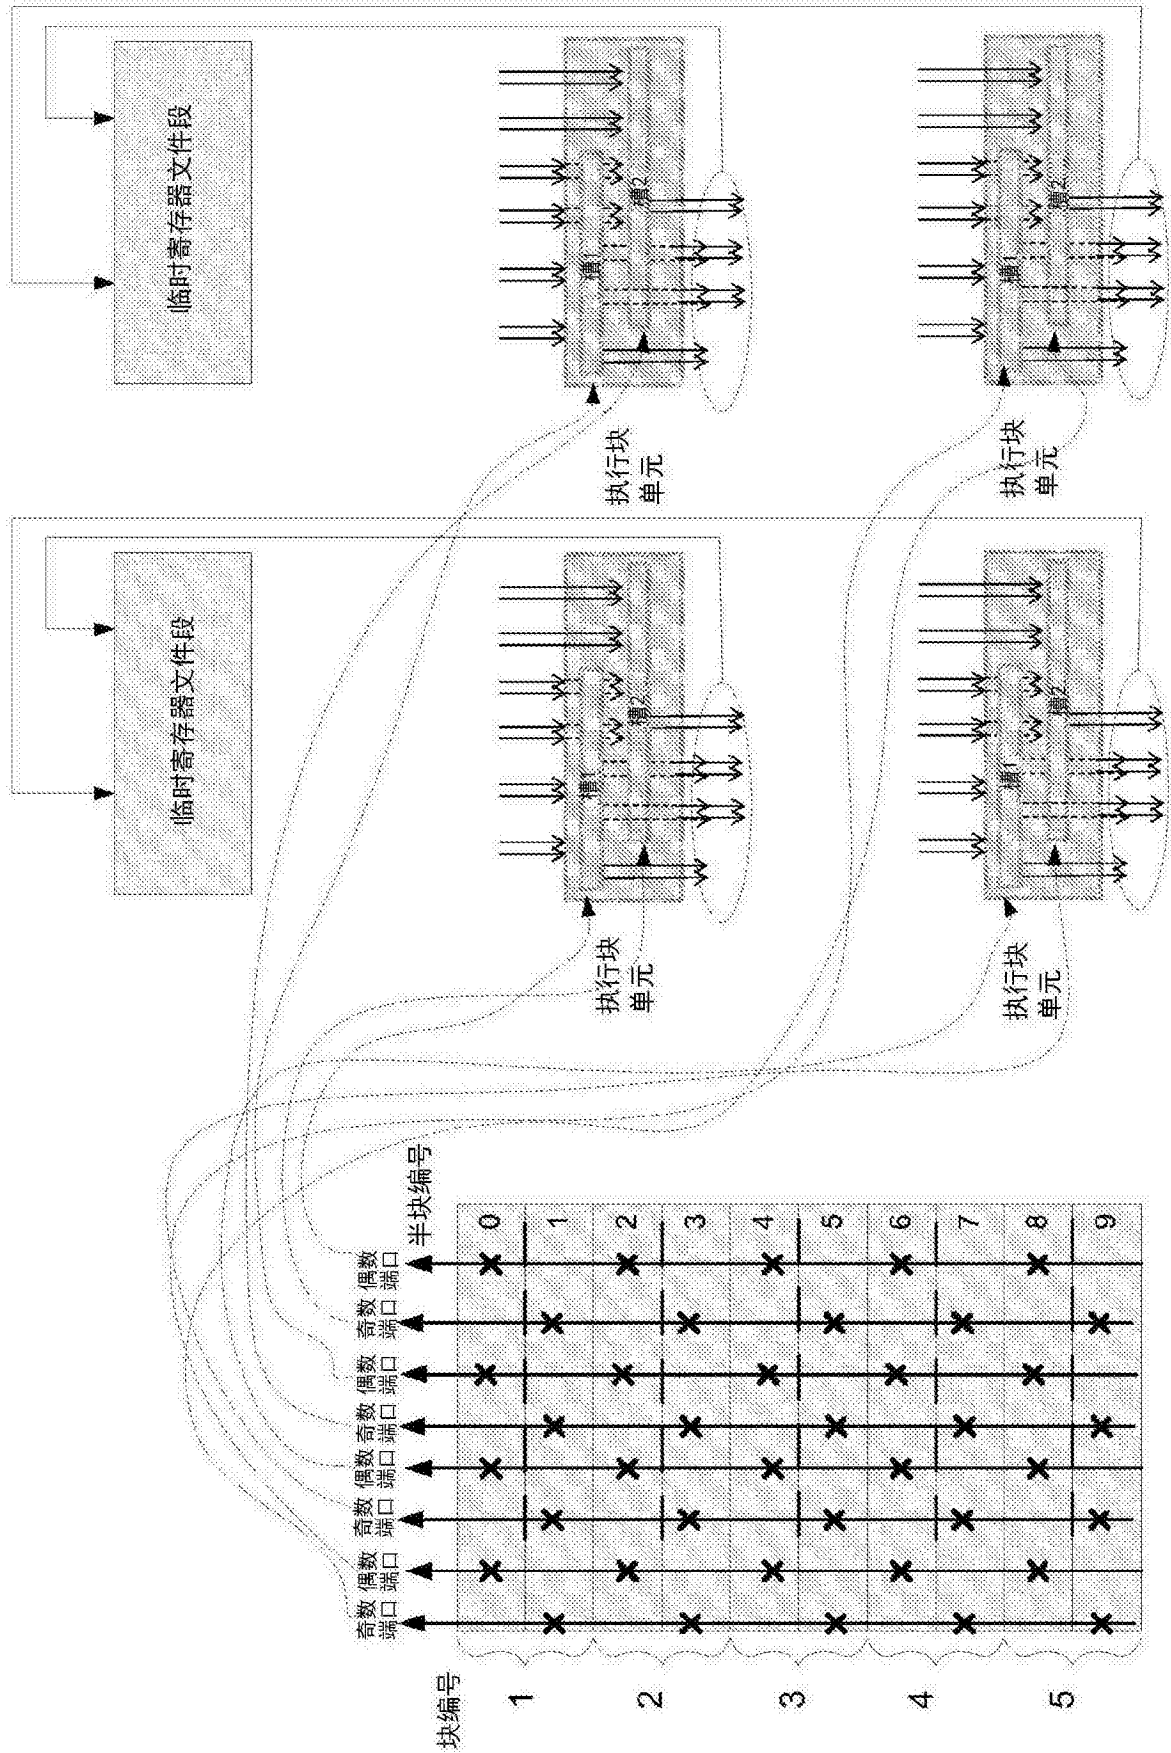 临时寄存器文件段
临时寄存器文件段
奇数
端口
偶数
端口
奇数
端口
偶数
端口
奇数
端口
偶数
端口
奇数
端口
偶数
端口
半块编号
块编号
1
2
3
4
5
0
1
2
3
4
5
6
7
8
9
执行块
单元
槽1
槽2
执行块
单元
槽1
槽2
执行块
单元
槽1
槽2
执行块
单元
槽1
槽2